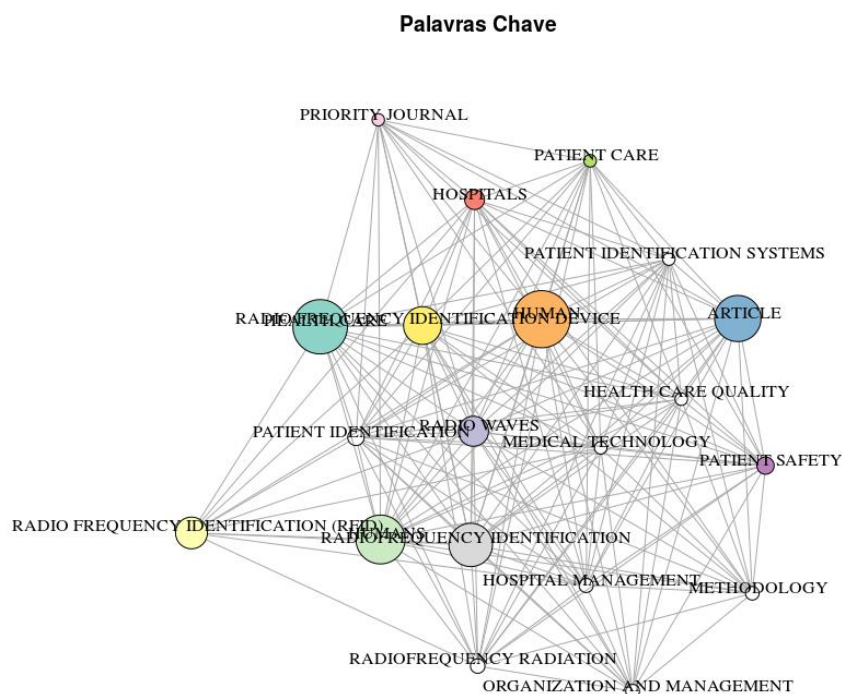 Palavras Chave
PRIORITY JOURNAL
PATIENT CARE
HOSPITALS
PATIENT IDENTIFICATION SYSTEMS
ARTICLE
HUMAN
RADIOFREQUENCY IDENTIFICATION DEVICE
HEALTH CARE
HEALTH CARE QUALITY
RADIO WAVES
PATIENT IDENTIFICATION
MEDICAL TECHNOLOGY
PATIENT SAFETY
RADIO FREQUENCY IDENTIFICATION (RFID)
HUMANS
RADIOFREQUENCY IDENTIFICATION
HOSPITAL MANAGEMENT
METHODOLOGY
RADIOFREQUENCY RADIATION
ORGANIZATION AND MANAGEMENT